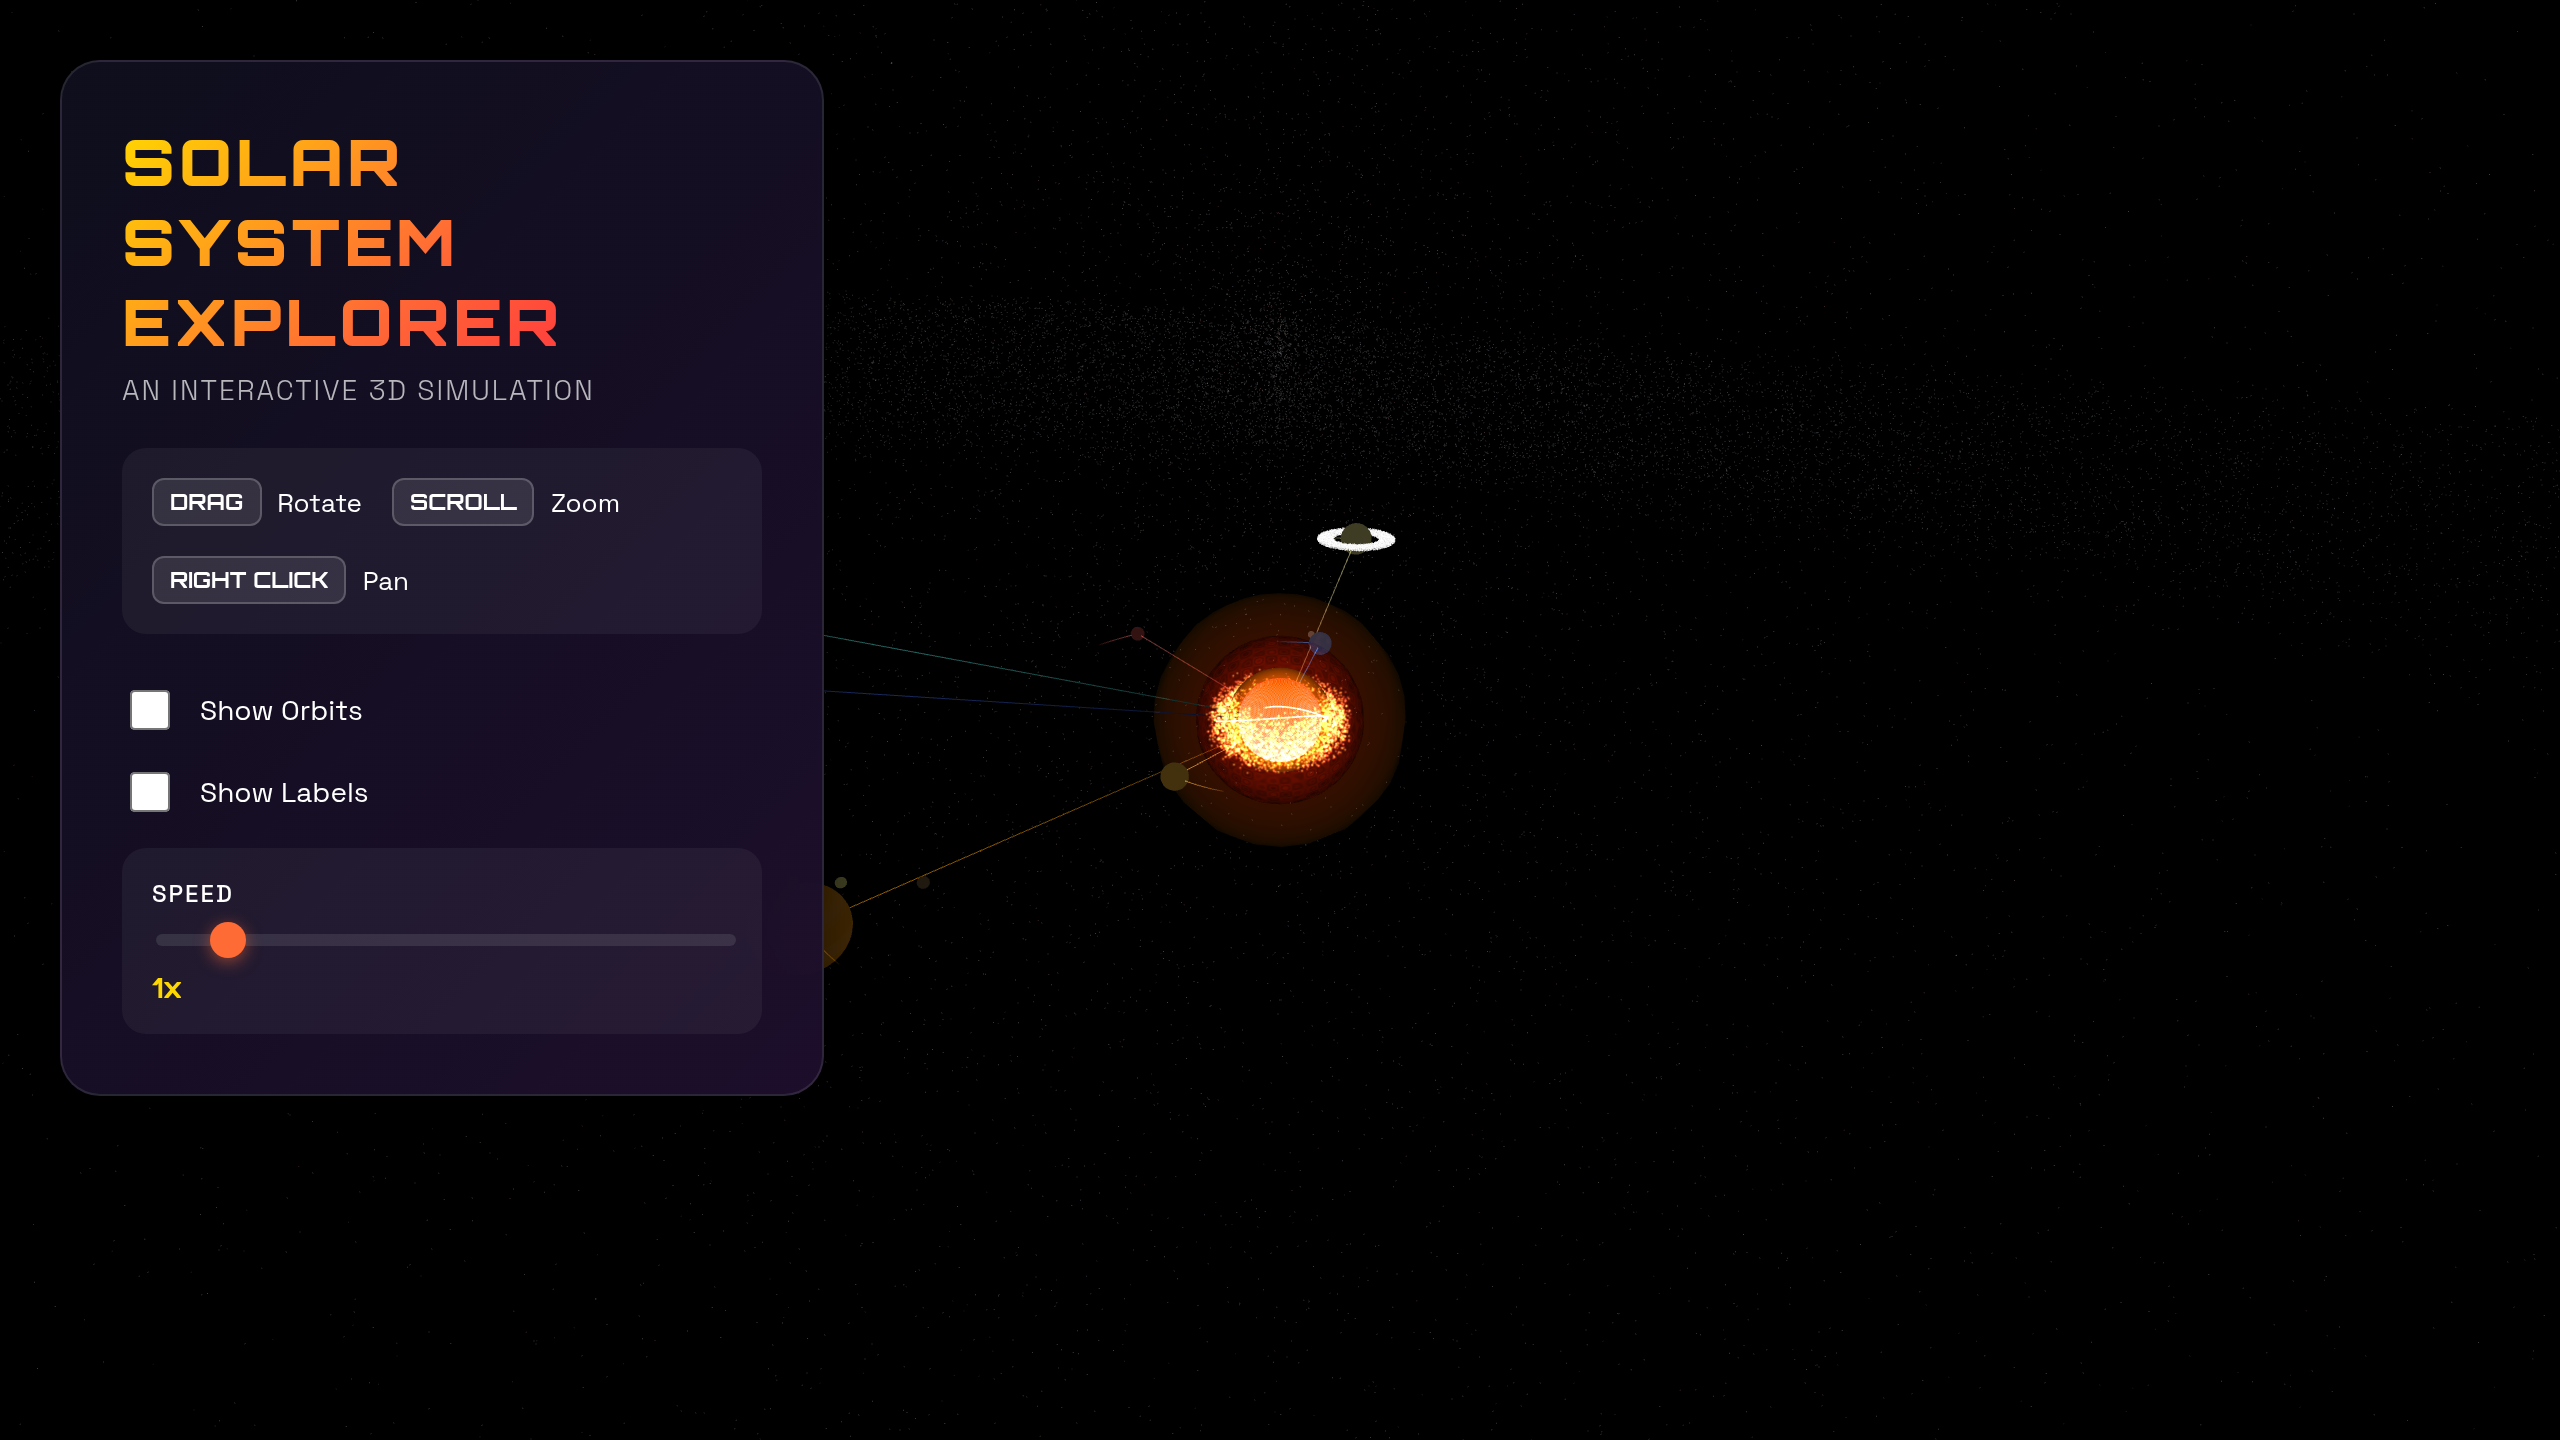 SOLAR
SYSTEM
EXPLORER
AN INTERACTIVE 3D SIMULATION
DRAG Rotate SCROLL Zoom
RIGHT CLICK Pan
Show Orbits
Show Labels
SPEED
1x